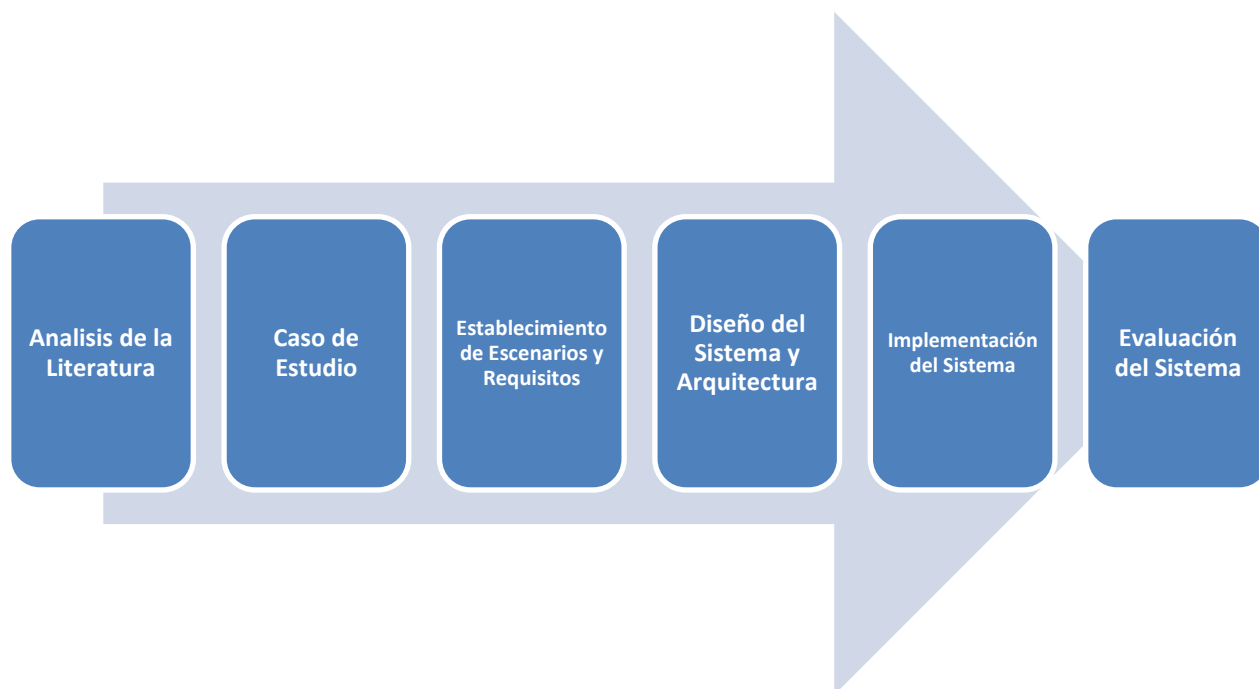 Analisis de la
Literatura
Caso de
Estudio
Establecimiento
de Escenarios y
Requisitos
Diseño del
Sistema y
Arquitectura
Implementación
del Sistema
Evaluación
del Sistema